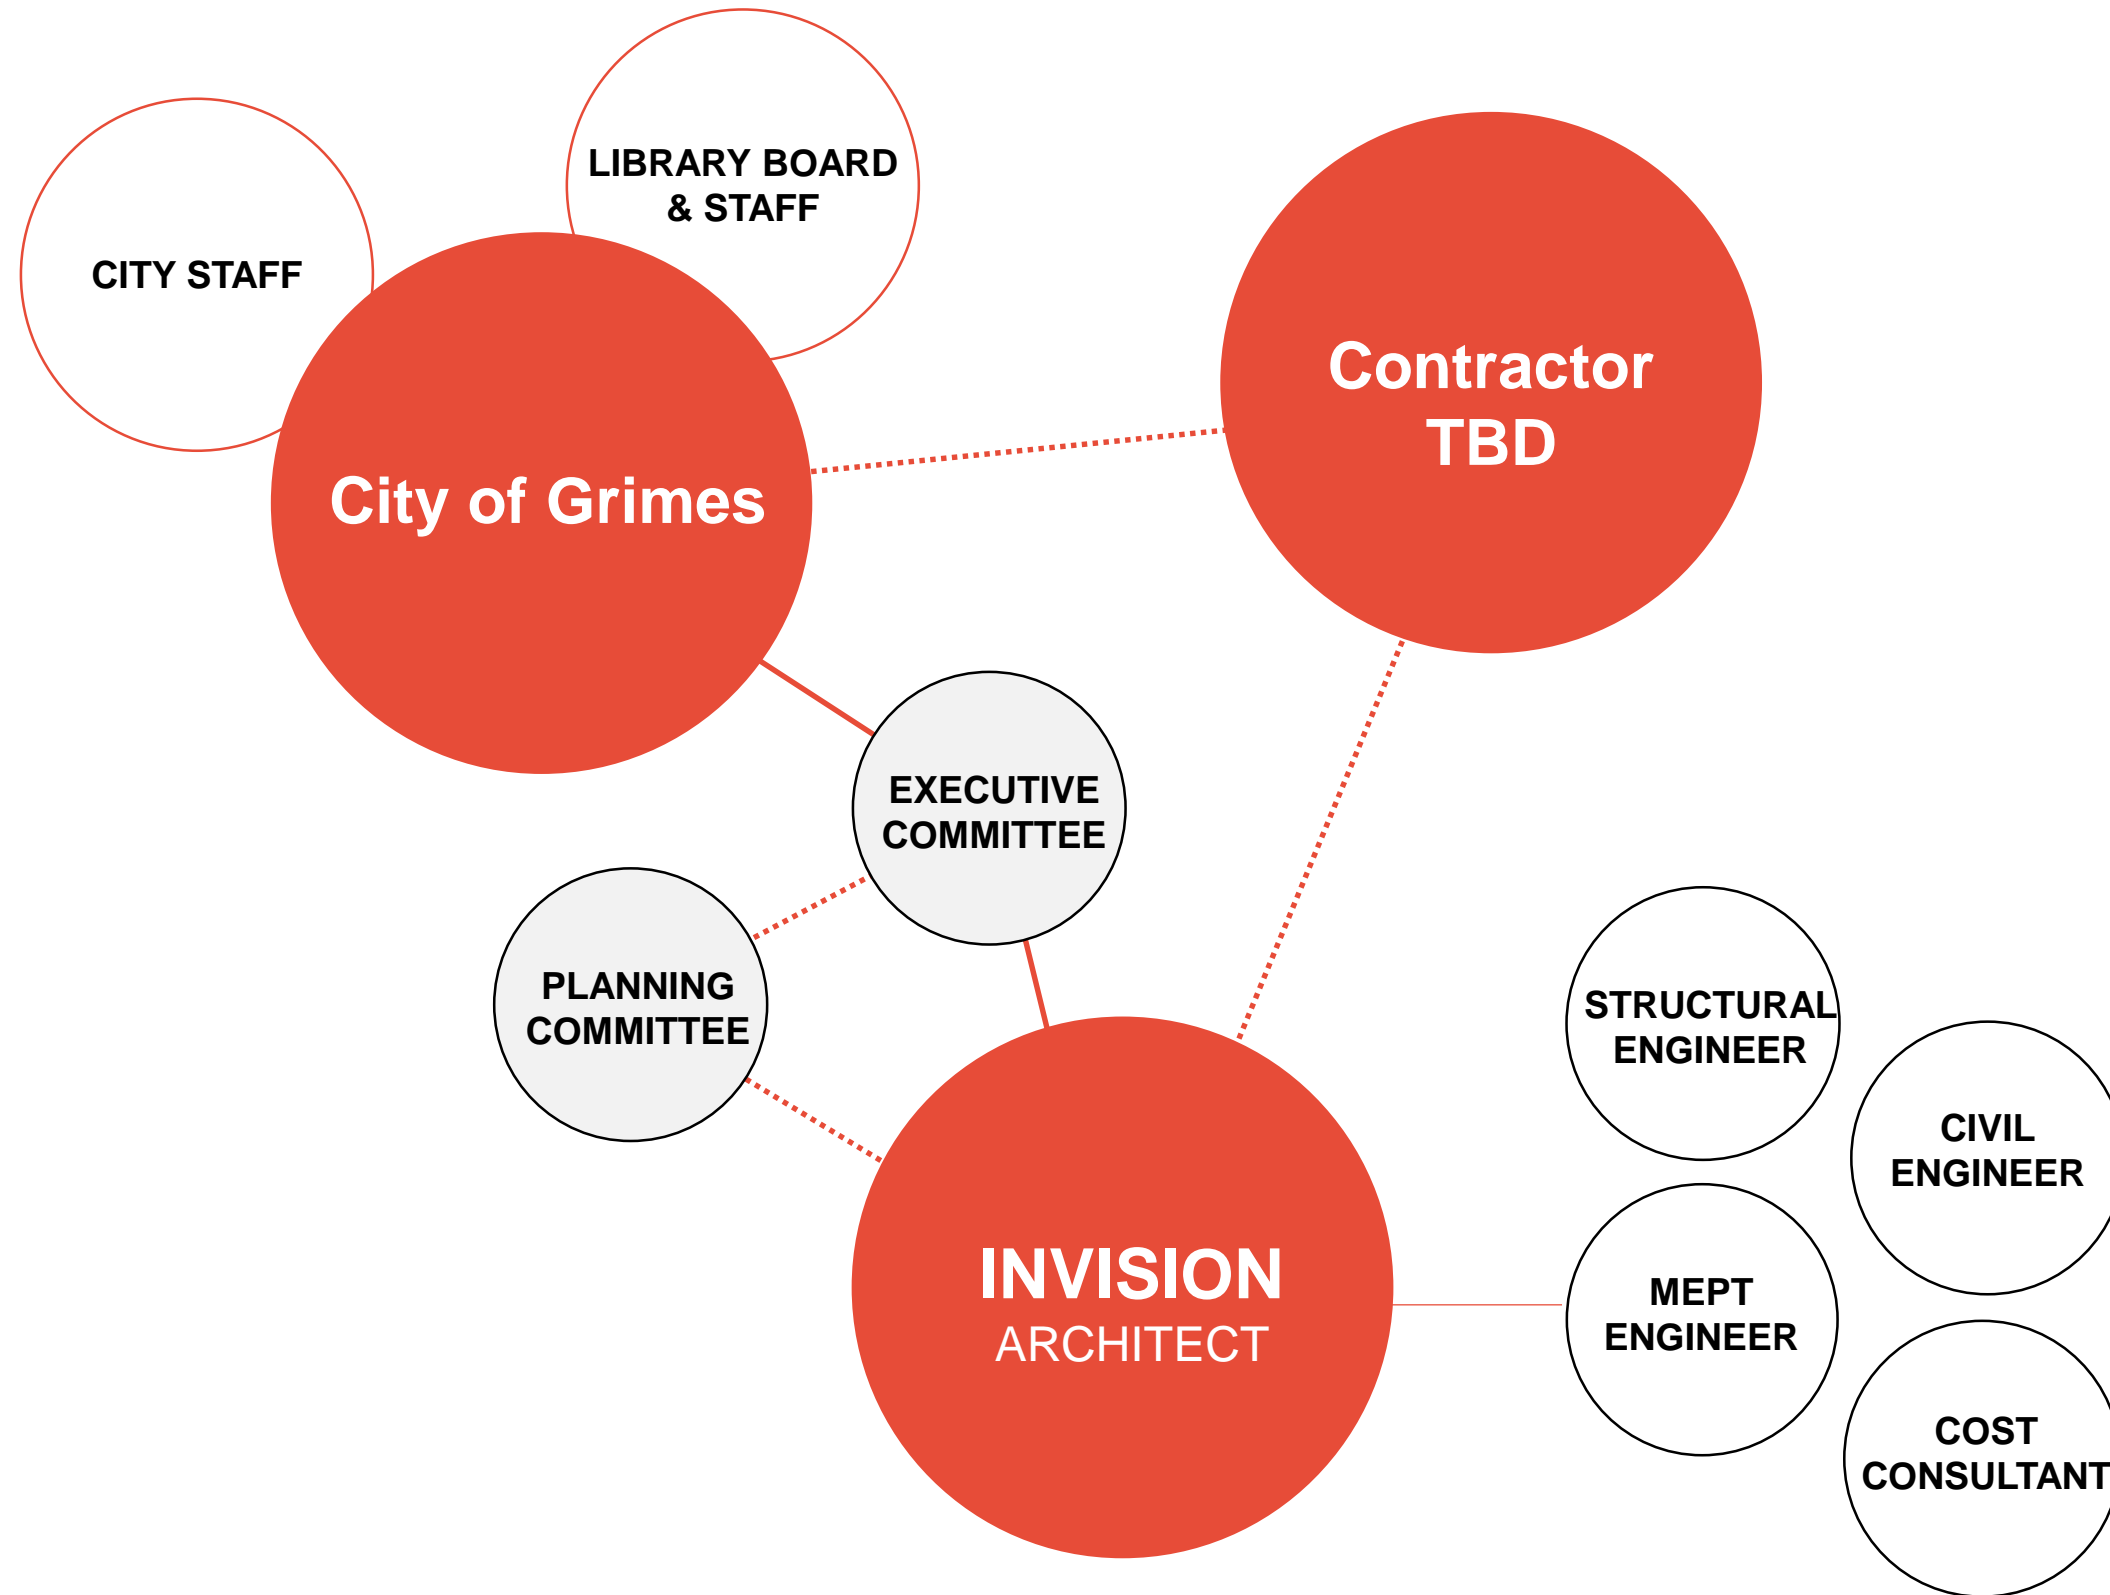 LIBRARY BOARD
& STAFF
CITY STAFF
Contractor
TBD
City of Grimes
EXECUTIVE
COMMITTEE
PLANNING
COMMITTEE
STRUCTURAL
ENGINEER
CIVIL
ENGINEER
INVISION
ARCHITECT
MEPT
ENGINEER
COST
CONSULTANT